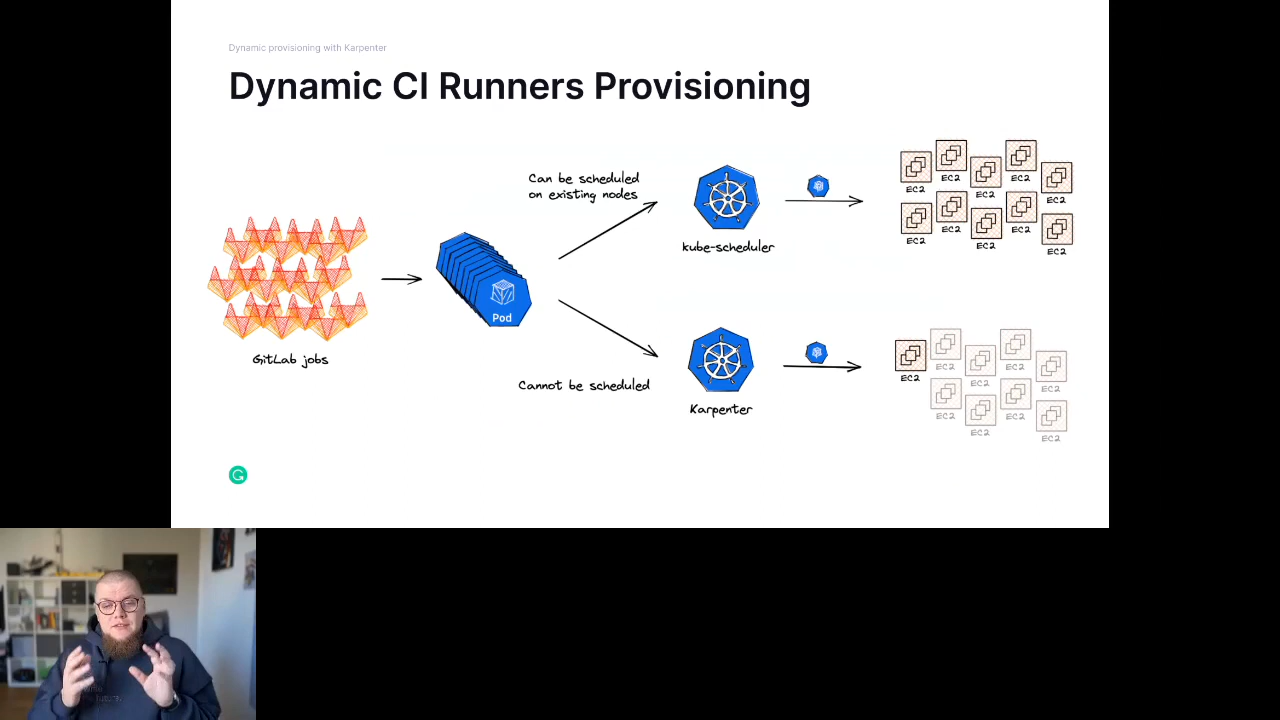 Dynamic provisioning with Karpenter
Dynamic CI Runners Provisioning
Can be scheduled
on existing nodes
kube-scheduler
EC2
EC2
EC2
EC2
EC2
EC2
EC2
EC2
EC2
EC2
Pod
GitLab jobs
Cannot be scheduled
Karpenter
EC2
EC2
EC2
EC2
EC2
EC2
EC2
EC2
EC2